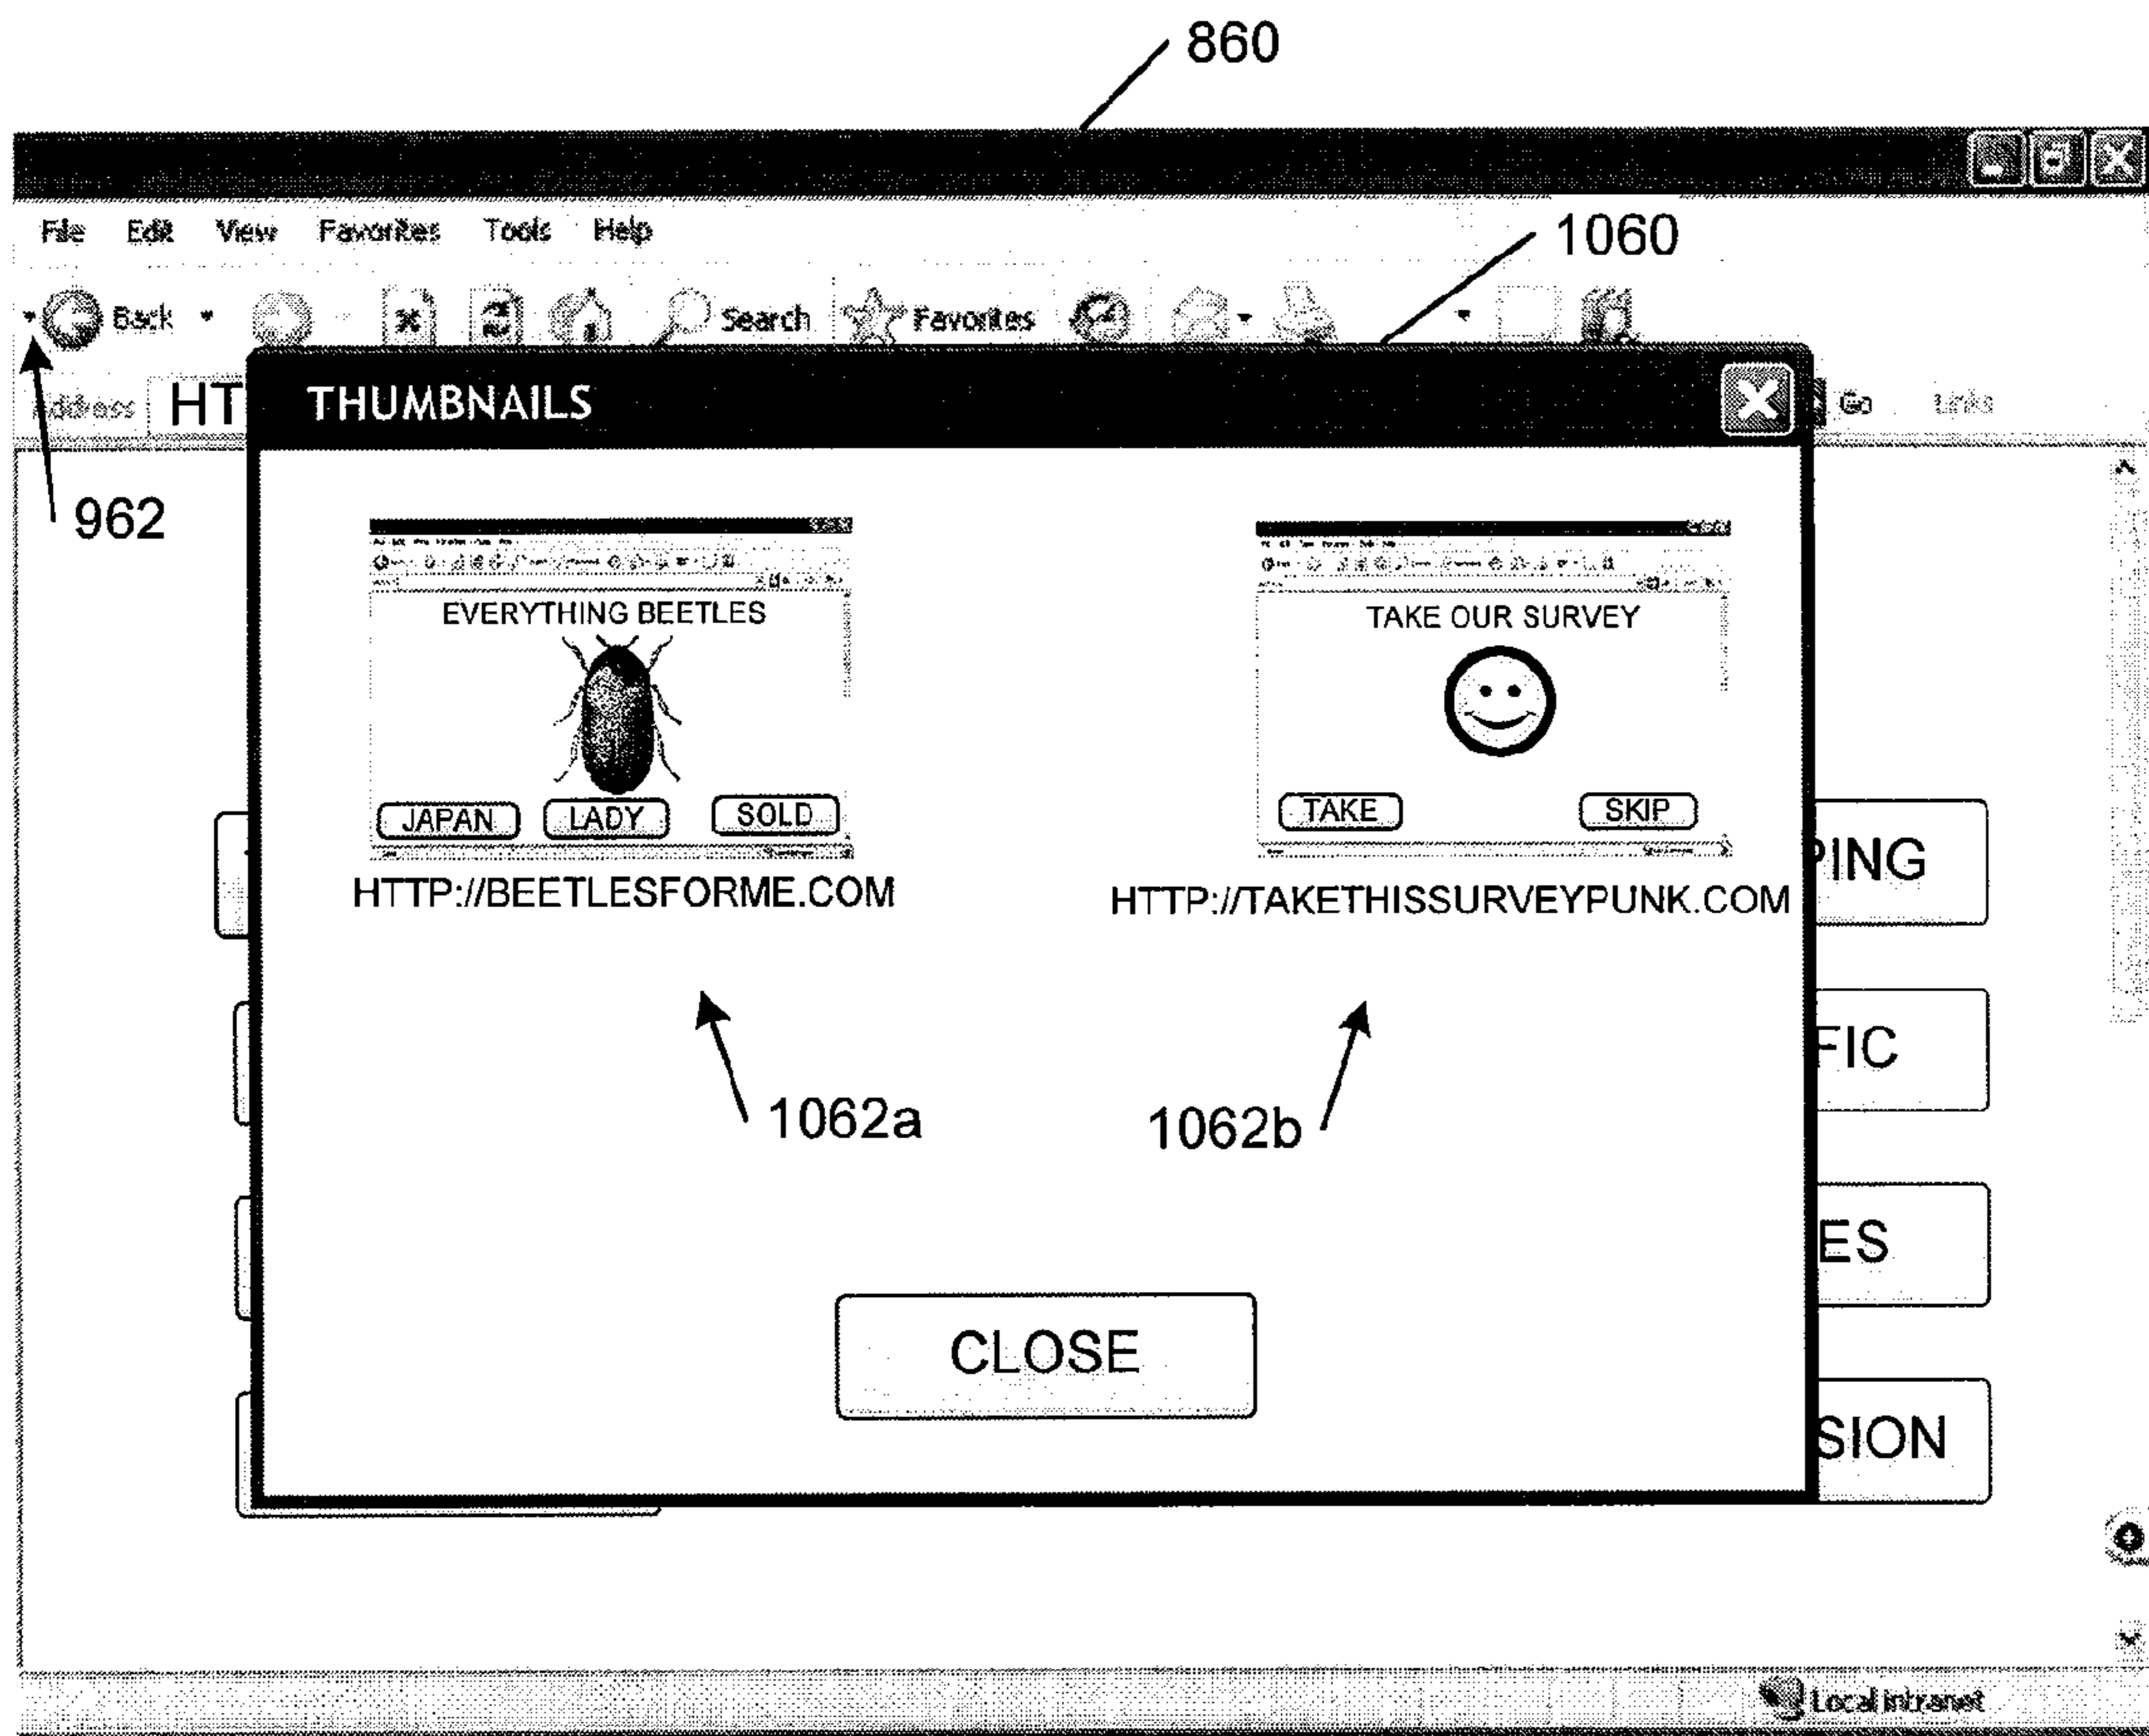 860
File Edit View Favorites Tools Help
1060
Back Search Favorites
Address HT Go Links
THUMBNAILS
962
EVERYTHING BEETLES
TAKE OUR SURVEY
JAPAN LADY SOLD
TAKE SKIP
HTTP://BEETLESFORME.COM
HTTP://TAKETHISSURVEYPUNK.COM
PING
FIC
1062a
1062b
ES
CLOSE
SION
Local intranet